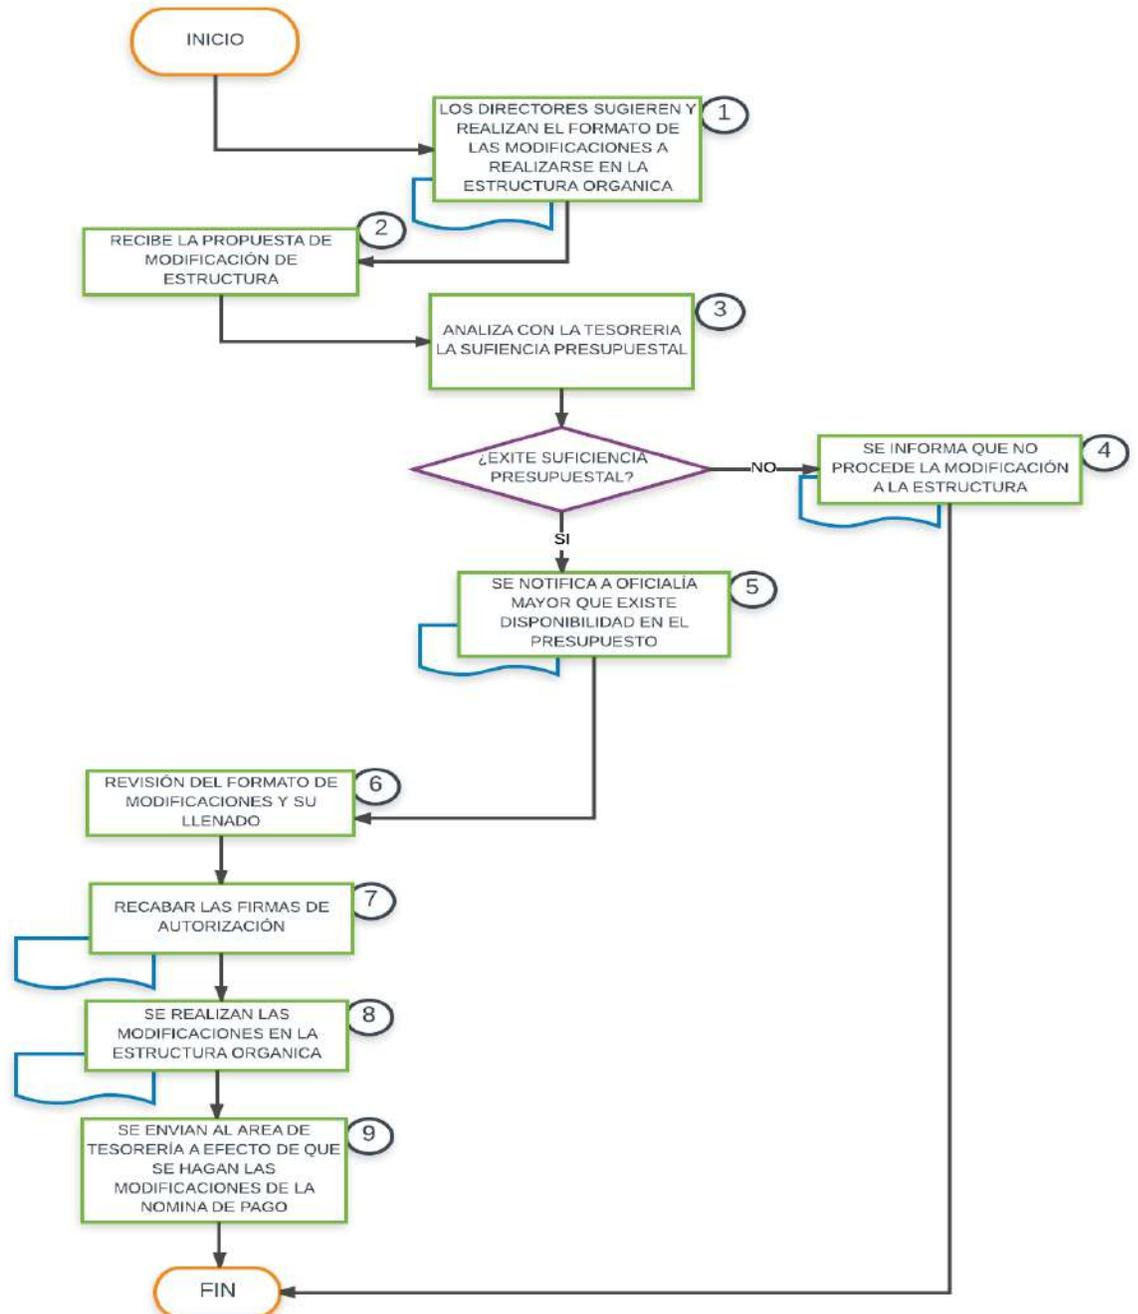 INICIO
LOS DIRECTORES SUGIEREN Y
REALIZAN EL FORMATO DE
LAS MODIFICACIONES A
REALIZARSE EN LA
ESTRUCTURA ORGANICA
1
2
RECIBE LA PROPUESTA DE
MODIFICACIÓN DE
ESTRUCTURA
3
ANALIZA CON LA TESORERIA
LA SUFIENCIA PRESUPUESTAL
¿EXITE SUFICIENCIA
PRESUPUESTAL?
NO
SE INFORMA QUE NO
PROCEDE LA MODIFICACIÓN
A LA ESTRUCTURA
4
SI
SE NOTIFICA A OFICIALÍA
MAYOR QUE EXISTE
DISPONIBILIDAD EN EL
PRESUPUESTO
5
REVISIÓN DEL FORMATO DE
MODIFICACIONES Y SU
LLENADO
6
RECABAR LAS FIRMAS DE
AUTORIZACIÓN
7
SE REALIZAN LAS
MODIFICACIONES EN LA
ESTRUCTURA ORGANICA
8
SE ENVIAN AL AREA DE
TESORERÍA A EFECTO DE QUE
SE HAGAN LAS
MODIFICACIONES DE LA
NOMINA DE PAGO
9
FIN